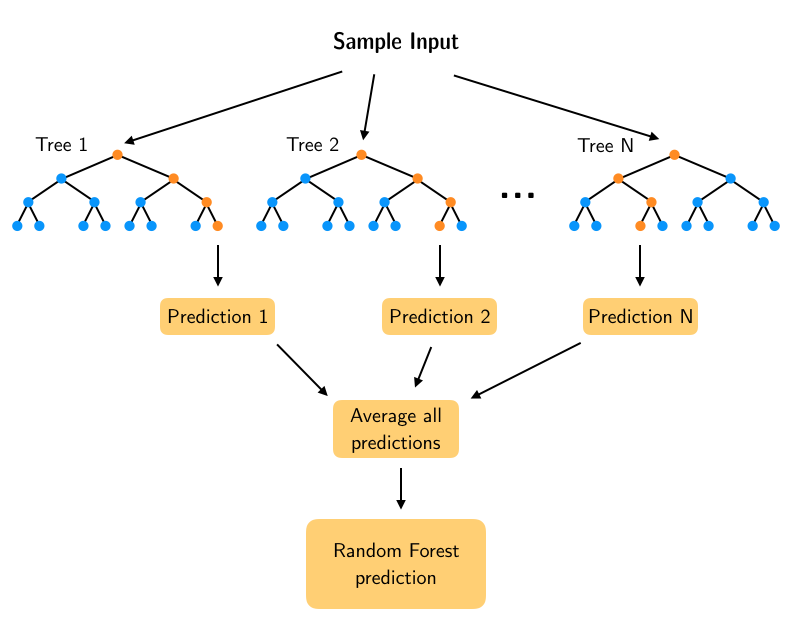 Sample Input
Tree 1
Tree 2
Tree N
...
Prediction 1
Prediction 2
Prediction N
Average all
predictions
Random Forest
prediction